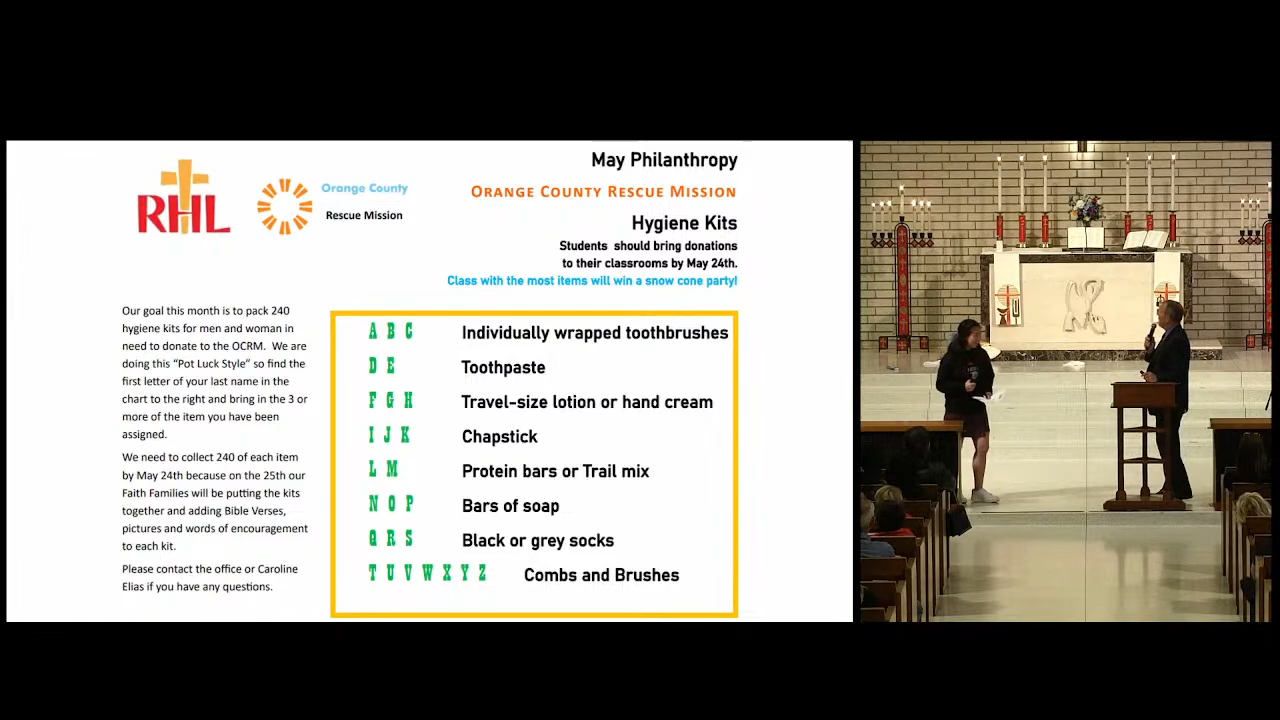 RHL
Orange County
Rescue Mission
May Philanthropy
ORANGE COUNTY RESCUE MISSION
Hygiene Kits
Students should bring donations
to their classrooms by May 24th.
Class with the most items will win a snow cone party!
Our goal this month is to pack 240
hygiene kits for men and woman in
need to donate to the OCRM. We are
doing this “Pot Luck Style” so find the
first letter of your last name in the
chart to the right and bring in the 3 or
more of the item you have been
assigned.
We need to collect 240 of each item
by May 24th because on the 25th our
Faith Families will be putting the kits
together and adding Bible Verses,
pictures and words of encouragement
to each kit.
Please contact the office or Caroline
Elias if you have any questions.
A B C Individually wrapped toothbrushes
D E Toothpaste
F G H Travel-size lotion or hand cream
I J K Chapstick
L M Protein bars or Trail mix
N O P Bars of soap
Q R S Black or grey socks
T U V W X Y Z Combs and Brushes